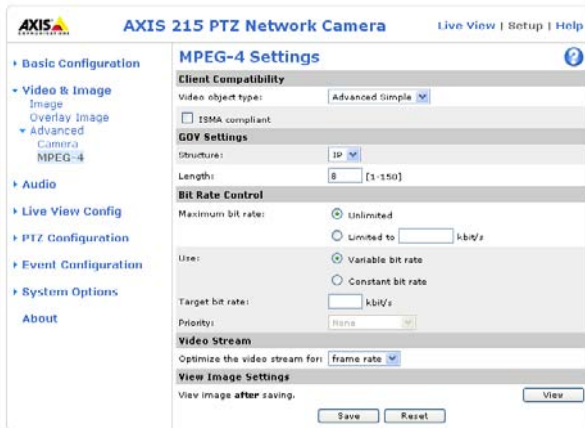 AXIS
COMMUNICATIONS
AXIS 215 PTZ Network Camera
Live View | Setup | Help
Basic Configuration
Video & Image
Image
Overlay Image
Advanced
Camera
MPEG-4
Audio
Live View Config
PTZ Configuration
Event Configuration
System Options
About
MPEG-4 Settings
?
Client Compatibility
Video object type: Advanced Simple
ISMA compliant
GOV Settings
Structure: IP
Length: 8 [1-150]
Bit Rate Control
Maximum bit rate: Unlimited
Limited to kbit/s
Use: Variable bit rate
Constant bit rate
Target bit rate: kbit/s
Priority: None
Video Stream
Optimize the video stream for: frame rate
View Image Settings
View image after saving. View
Save Reset